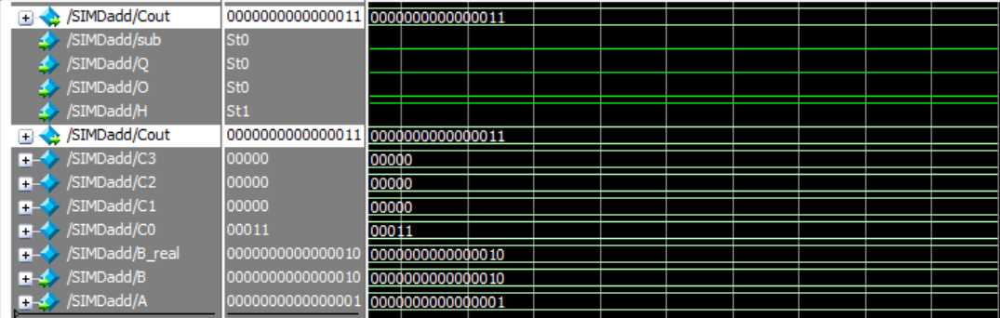 /SIMDadd/Cout 0000000000000011 0000000000000011
/SIMDadd/sub St0
/SIMDadd/Q St0
/SIMDadd/O St0
/SIMDadd/H St1
/SIMDadd/Cout 0000000000000011 0000000000000011
/SIMDadd/C3 00000 00000
/SIMDadd/C2 00000 00000
/SIMDadd/C1 00000 00000
/SIMDadd/C0 00011 00011
/SIMDadd/B_real 0000000000000010 0000000000000010
/SIMDadd/B 0000000000000010 0000000000000010
/SIMDadd/A 0000000000000001 0000000000000001